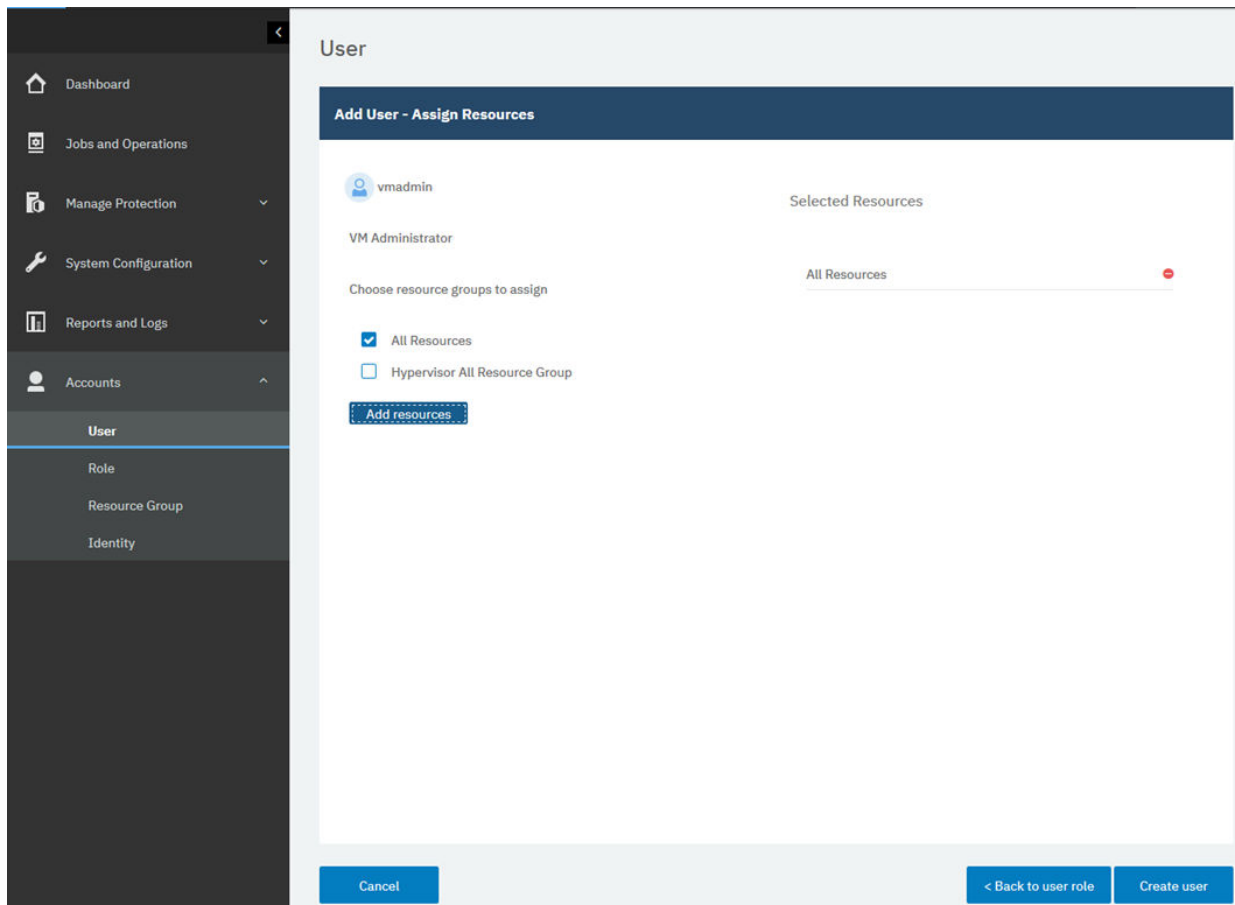 User
Dashboard
Jobs and Operations
Manage Protection
System Configuration
Reports and Logs
Accounts
User
Role
Resource Group
Identity
Add User - Assign Resources
vmadmin
VM Administrator
Choose resource groups to assign
All Resources
Hypervisor All Resource Group
Add resources
Selected Resources
All Resources
Cancel
< Back to user role
Create user